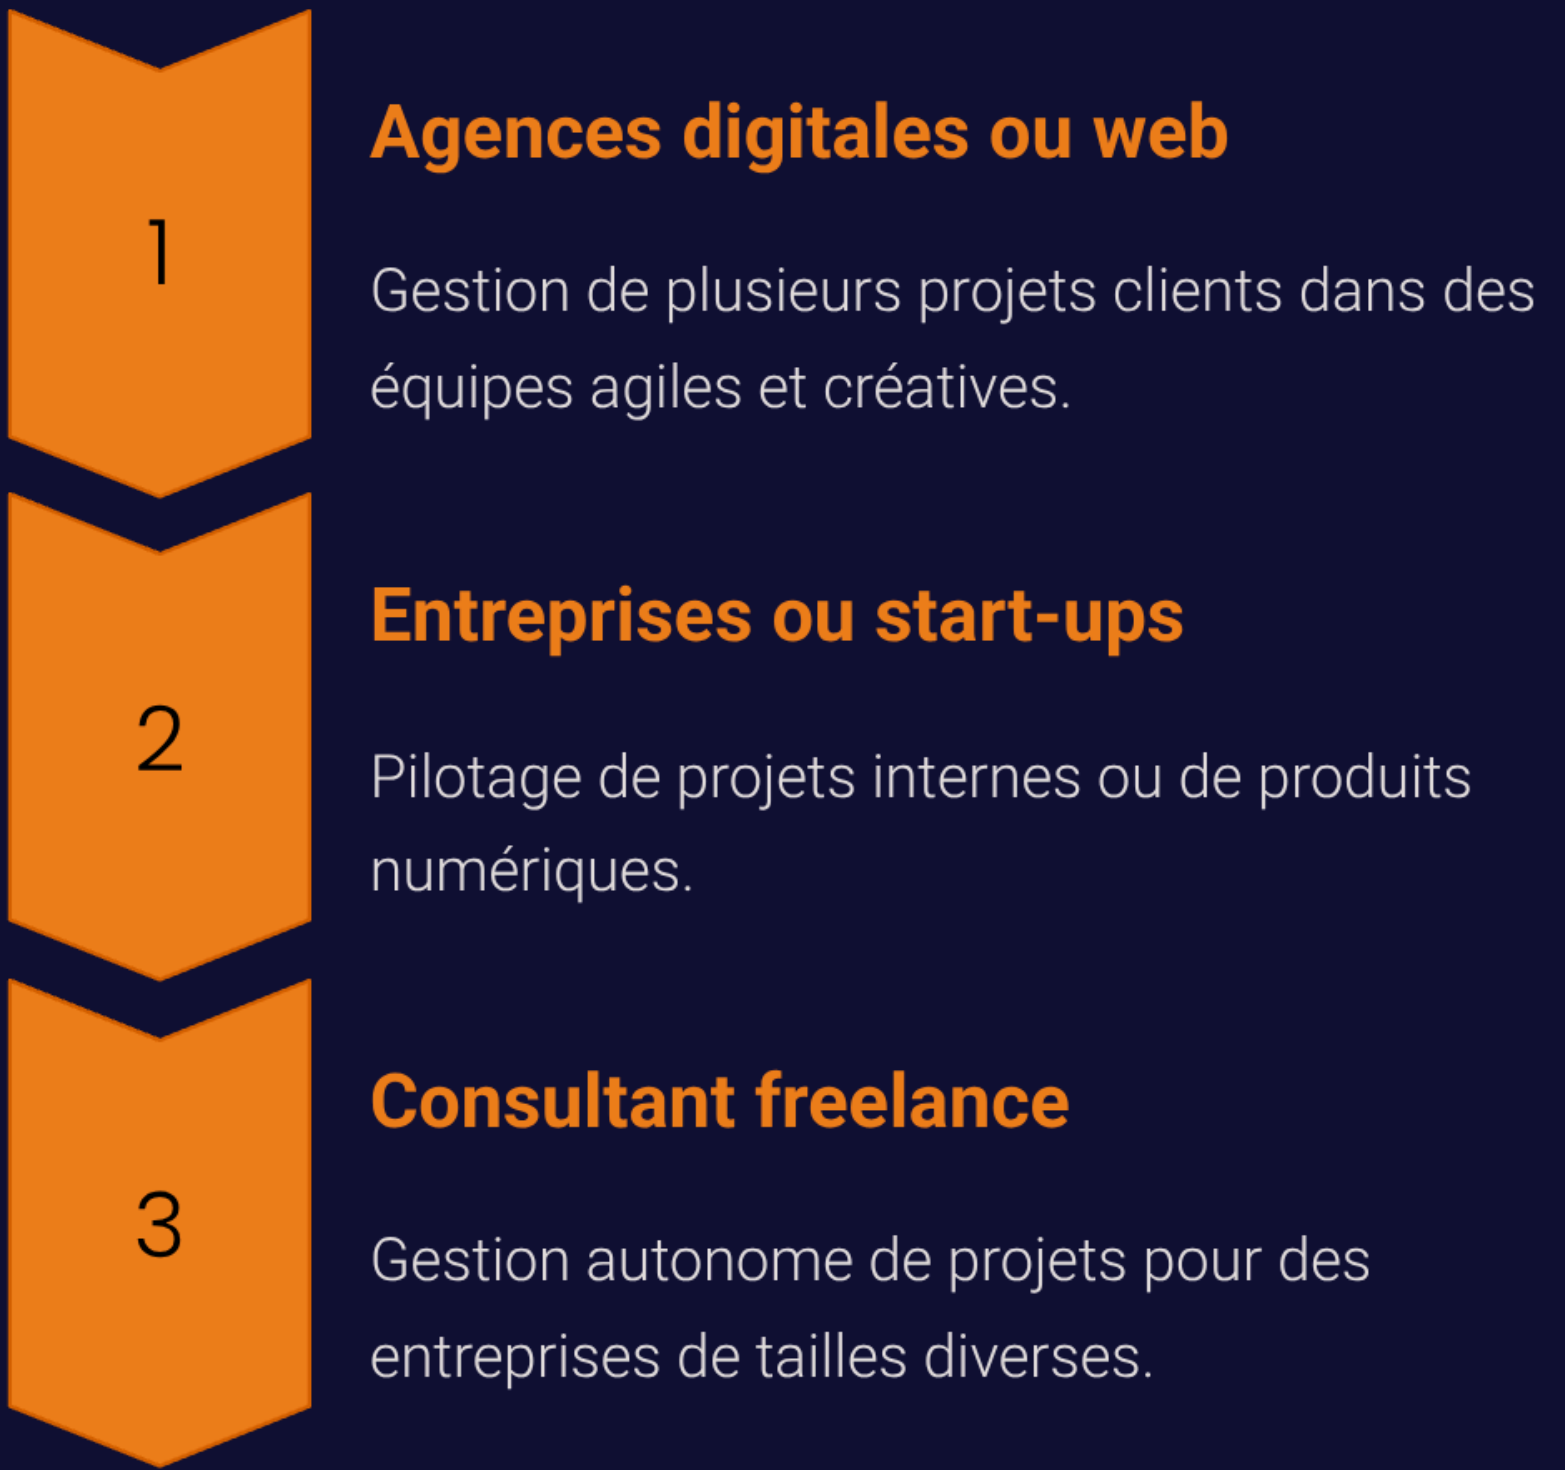 1
Agences digitales ou web
Gestion de plusieurs projets clients dans des
équipes agiles et créatives.
2
Entreprises ou start-ups
Pilotage de projets internes ou de produits
numériques.
3
Consultant freelance
Gestion autonome de projets pour des
entreprises de tailles diverses.